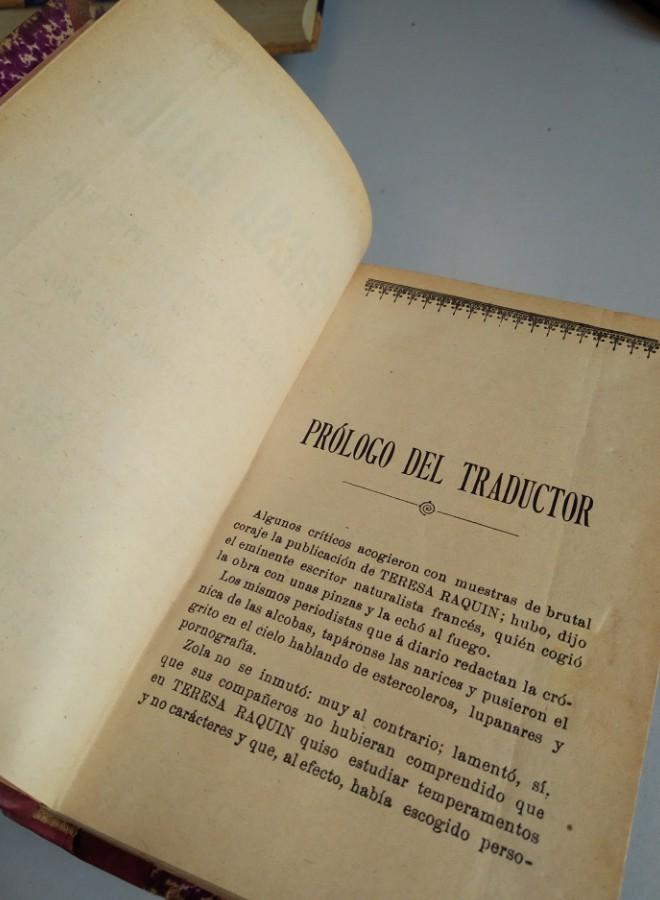 PRÓLOGO DEL TRADUCTOR
Algunos críticos acogieron con muestras de brutal
coraje la publicación de TERESA RAQUIN; hubo, dijo
el eminente escritor naturalista francés, quién cogió
la obra con unas pinzas y la echó al fuego.
Los mismos periodistas que á diario redactan la cró-
nica de las alcobas, tapáronse las narices y pusieron el
grito en el cielo hablando de estercoleros, lupanares y
pornografía.
Zola no se inmutó: muy al contrario; lamentó, sí,
que sus compañeros no hubieran comprendido que
en TERESA RAQUIN quiso estudiar temperamentos
y no carácteres y que, al efecto, había escogido perso-